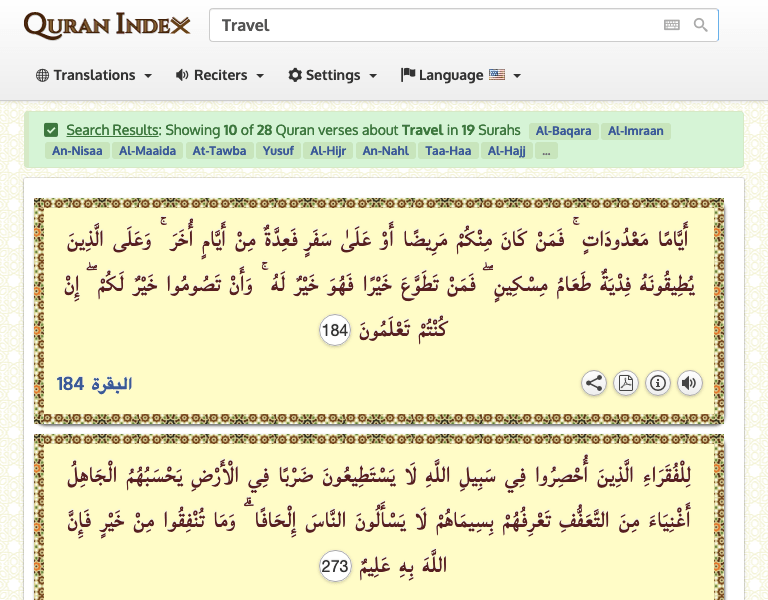 QURAN INDEX
Travel
Translations
Reciters
Settings
Language
Search Results: Showing 10 of 28 Quran verses about Travel in 19 Surahs Al-Baqara Al-Imraan
An-Nisaa Al-Maaida At-Tawba Yusuf Al-Hijr An-Nahl Taa-Haa Al-Hajj ...
أَيَّامًا مَعْدُودَاتٍ ۚ فَمَنْ كَانَ مِنْكُمْ مَرِيضًا أَوْ عَلَىٰ سَفَرٍ فَعِدَّةٌ مِنْ أَيَّامٍ أُخَرَ ۚ وَعَلَى الَّذِينَ
يُطِيقُونَهُ فِدْيَةٌ طَعَامُ مِسْكِينٍ ۖ فَمَنْ تَطَوَّعَ خَيْرًا فَهُوَ خَيْرٌ لَهُ ۚ وَأَنْ تَصُومُوا خَيْرٌ لَكُمْ ۖ إِنْ
كُنْتُمْ تَعْلَمُونَ 184
البقرة 184
لِلْفُقَرَاءِ الَّذِينَ أُحْصِرُوا فِي سَبِيلِ اللَّهِ لَا يَسْتَطِيعُونَ ضَرْبًا فِي الْأَرْضِ يَحْسَبُهُمُ الْجَاهِلُ
أَغْنِيَاءَ مِنَ التَّعَفُّفِ تَعْرِفُهُمْ بِسِيمَاهُمْ لَا يَسْأَلُونَ النَّاسَ إِلْحَافًا ۗ وَمَا تُنْفِقُوا مِنْ خَيْرٍ فَإِنَّ
اللَّهَ بِهِ عَلِيمٌ 273